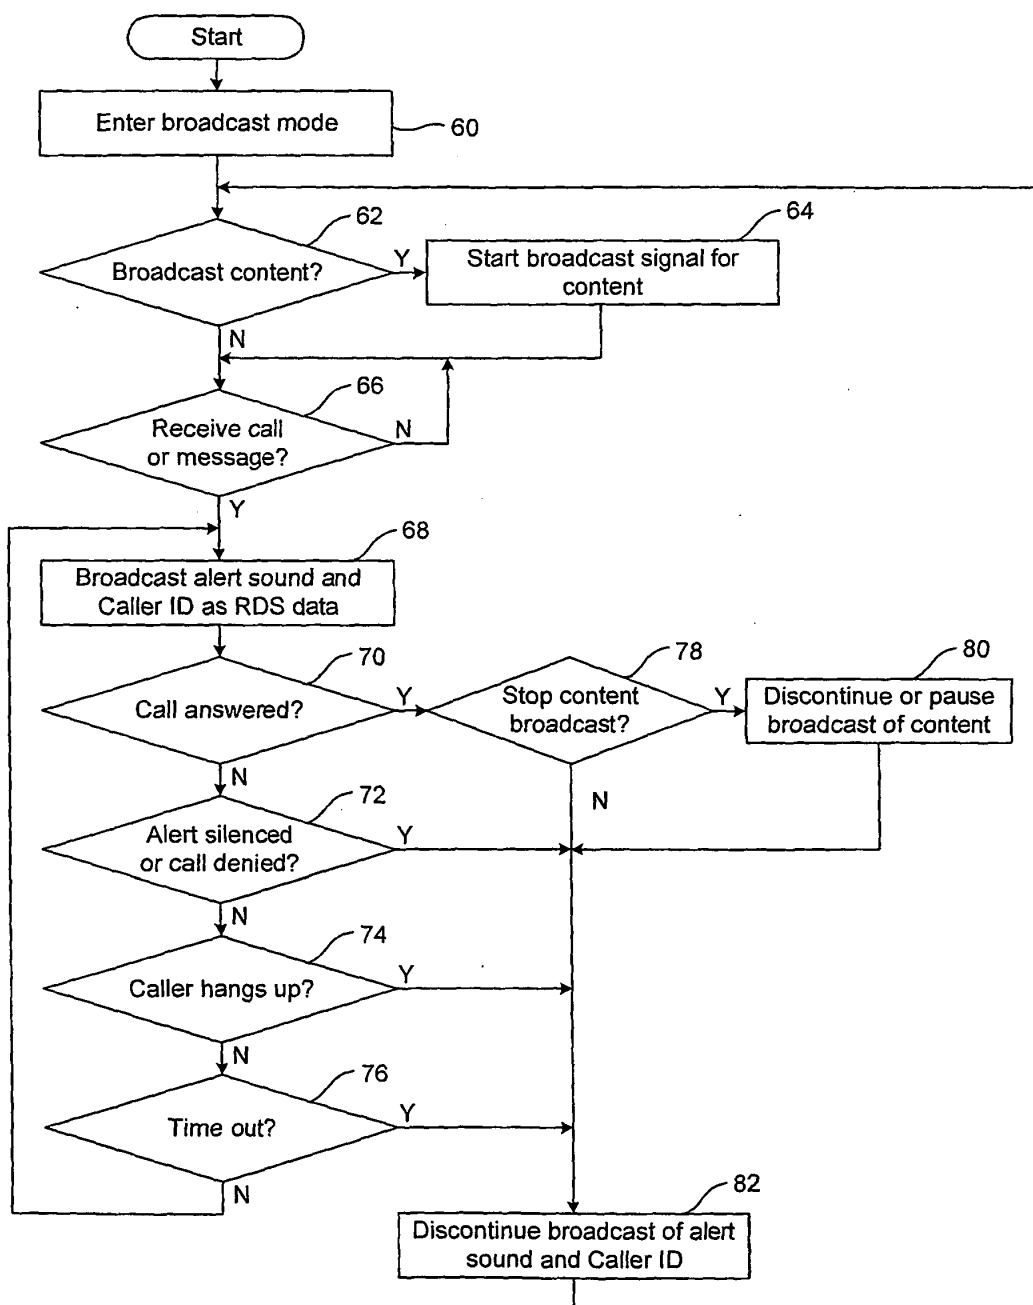 Start
Enter broadcast mode
60
62
Broadcast content?
Y
64
Start broadcast signal for
content
N
66
Receive call
or message?
N
Y
68
Broadcast alert sound and
Caller ID as RDS data
70
Call answered?
Y
78
Stop content
broadcast?
Y
80
Discontinue or pause
broadcast of content
N
N
72
Alert silenced
or call denied?
Y
N
74
Caller hangs up?
Y
N
76
Time out?
Y
N
82
Discontinue broadcast of alert
sound and Caller ID